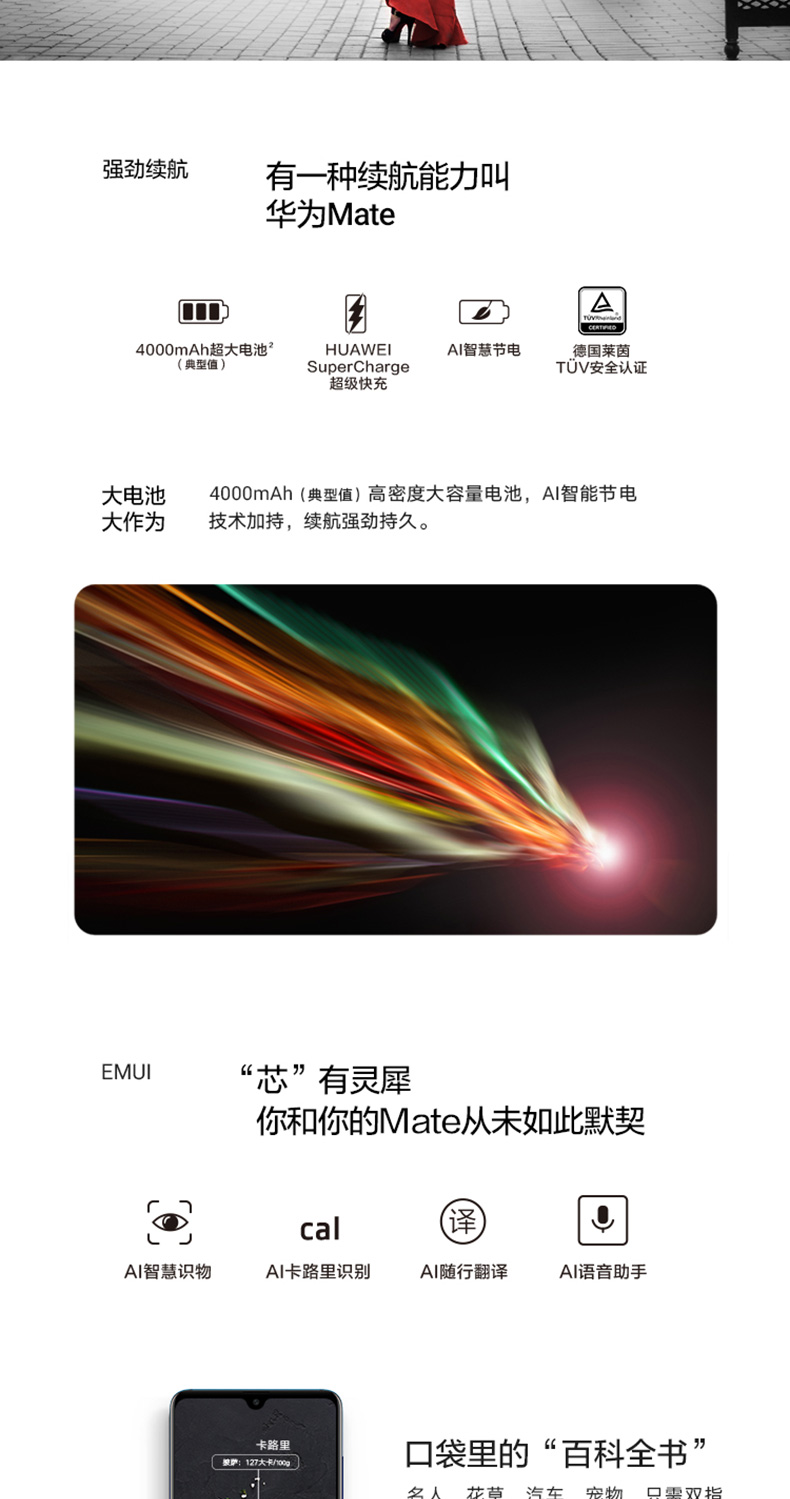 强劲续航
有一种续航能力叫
华为Mate
4000mAh超大电池²
（典型值）
HUAWEI
SuperCharge
超级快充
AI智慧节电
TÜVRheinland®
CERTIFIED
德国莱茵
TÜV安全认证
大电池
大作为
4000mAh（典型值）高密度大容量电池，AI智能节电
技术加持，续航强劲持久。
EMUI
“芯”有灵犀
你和你的Mate从未如此默契
AI智慧识物
cal
AI卡路里识别
译
AI随行翻译
AI语音助手
卡路里
披萨：127大卡/100g
口袋里的“百科全书”
名人、花草、汽车、宠物，只需双指